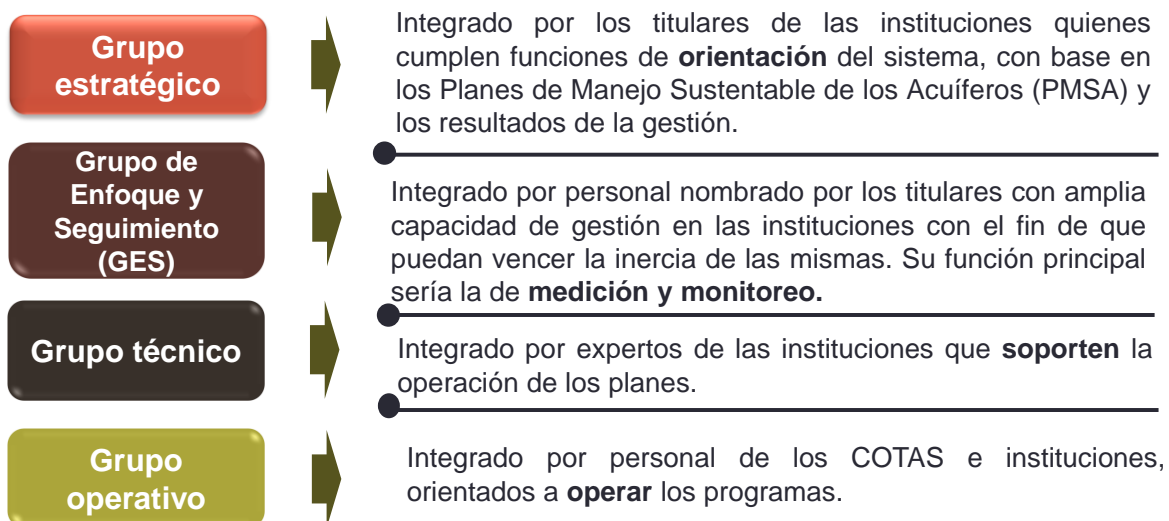 Grupo
estratégico
Integrado por los titulares de las instituciones quienes
cumplen funciones de orientación del sistema, con base en
los Planes de Manejo Sustentable de los Acuíferos (PMSA) y
los resultados de la gestión.
Grupo de
Enfoque y
Seguimiento
(GES)
Integrado por personal nombrado por los titulares con amplia
capacidad de gestión en las instituciones con el fin de que
puedan vencer la inercia de las mismas. Su función principal
sería la de medición y monitoreo.
Grupo técnico
Integrado por expertos de las instituciones que soporten la
operación de los planes.
Grupo
operativo
Integrado por personal de los COTAS e instituciones,
orientados a operar los programas.